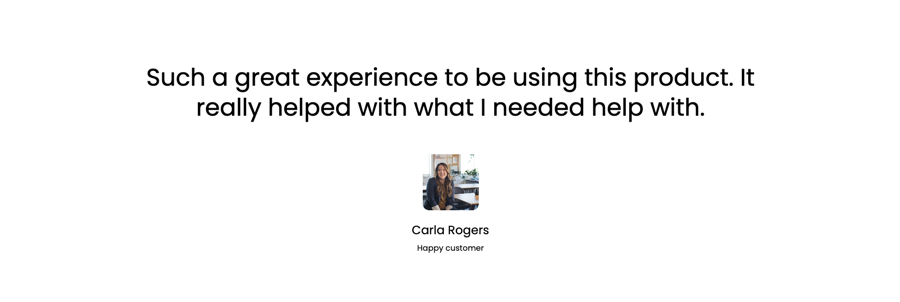 Such a great experience to be using this product. It
really helped with what I needed help with.
Carla Rogers
Happy customer